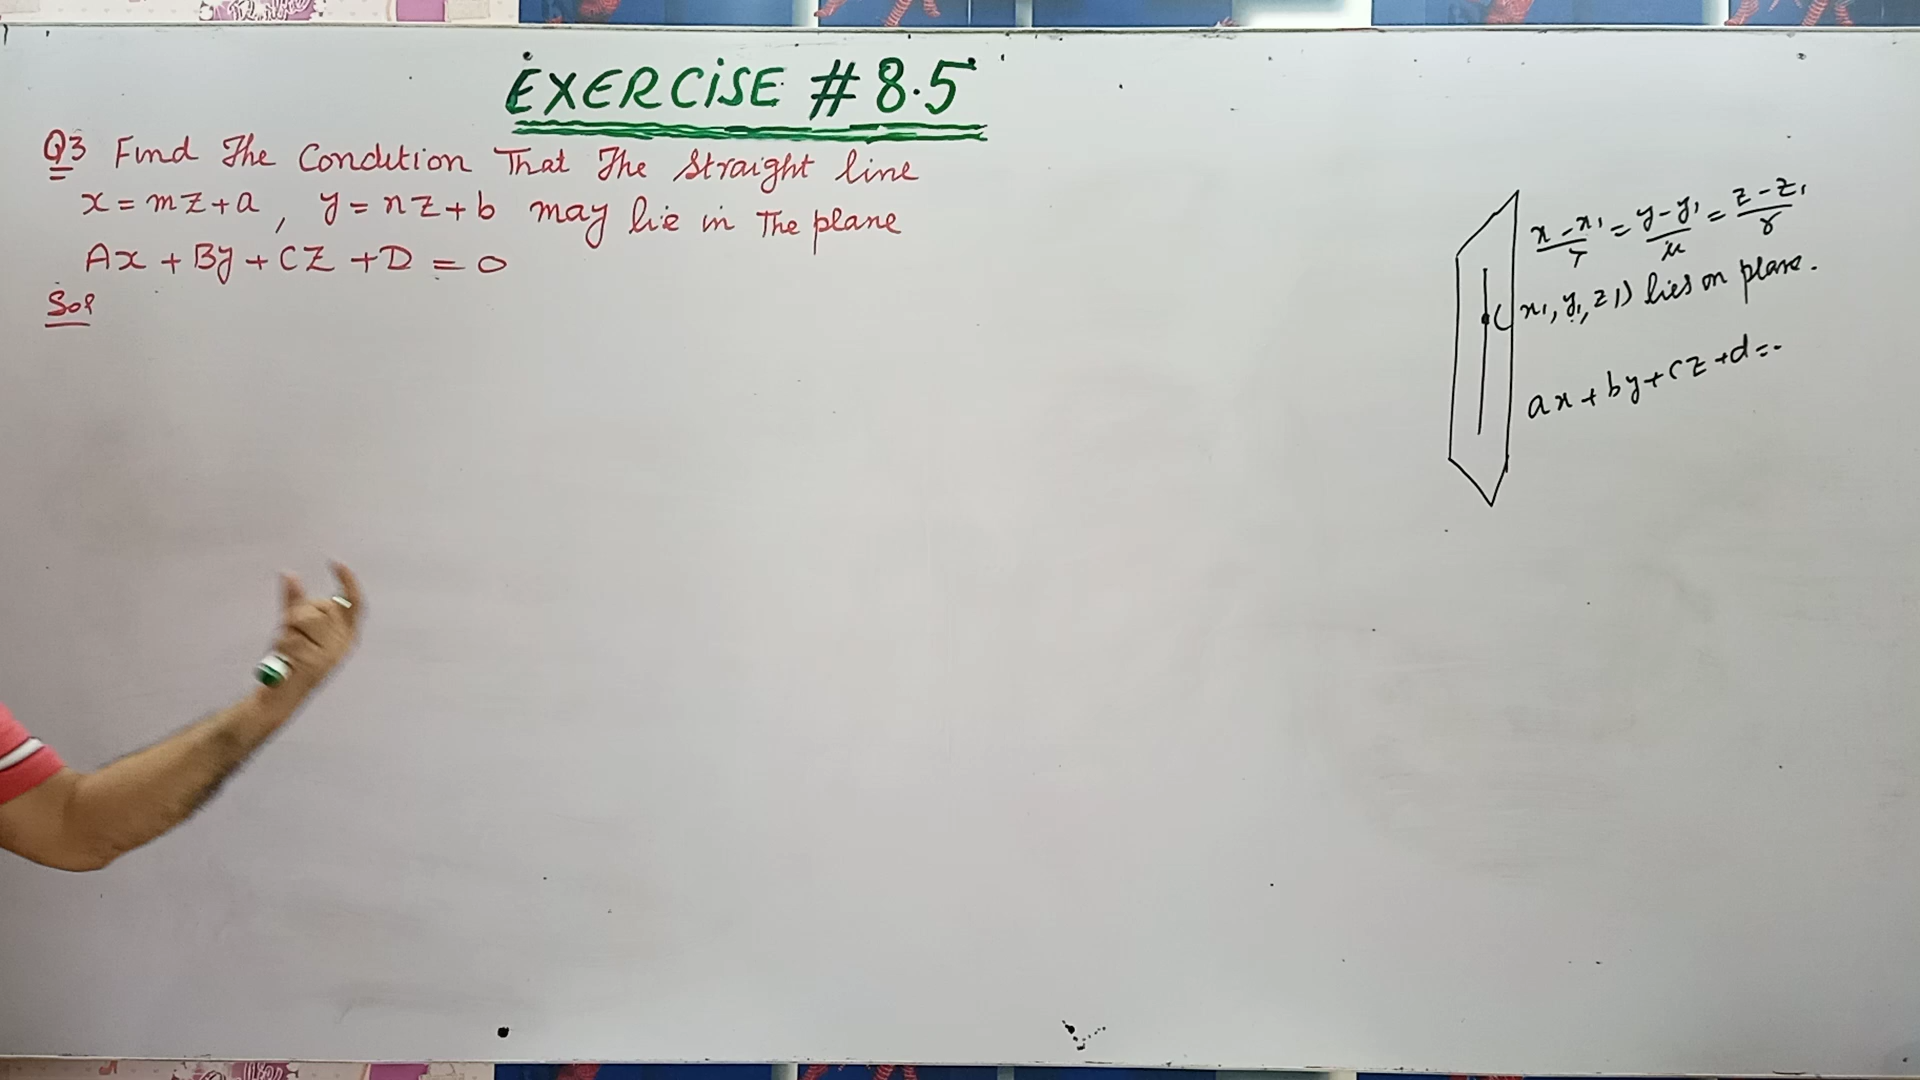 EXERCISE # 8.5
Q3 Find The Condition That The Straight line
x = mz + a , y = nz + b may lie in The plane
Ax + By + CZ + D = 0
Sol
x - x₁ = y - y₁ = z - z₁
(x₁, y₁, z₁) lies on plane.
ax + by + cz + d =